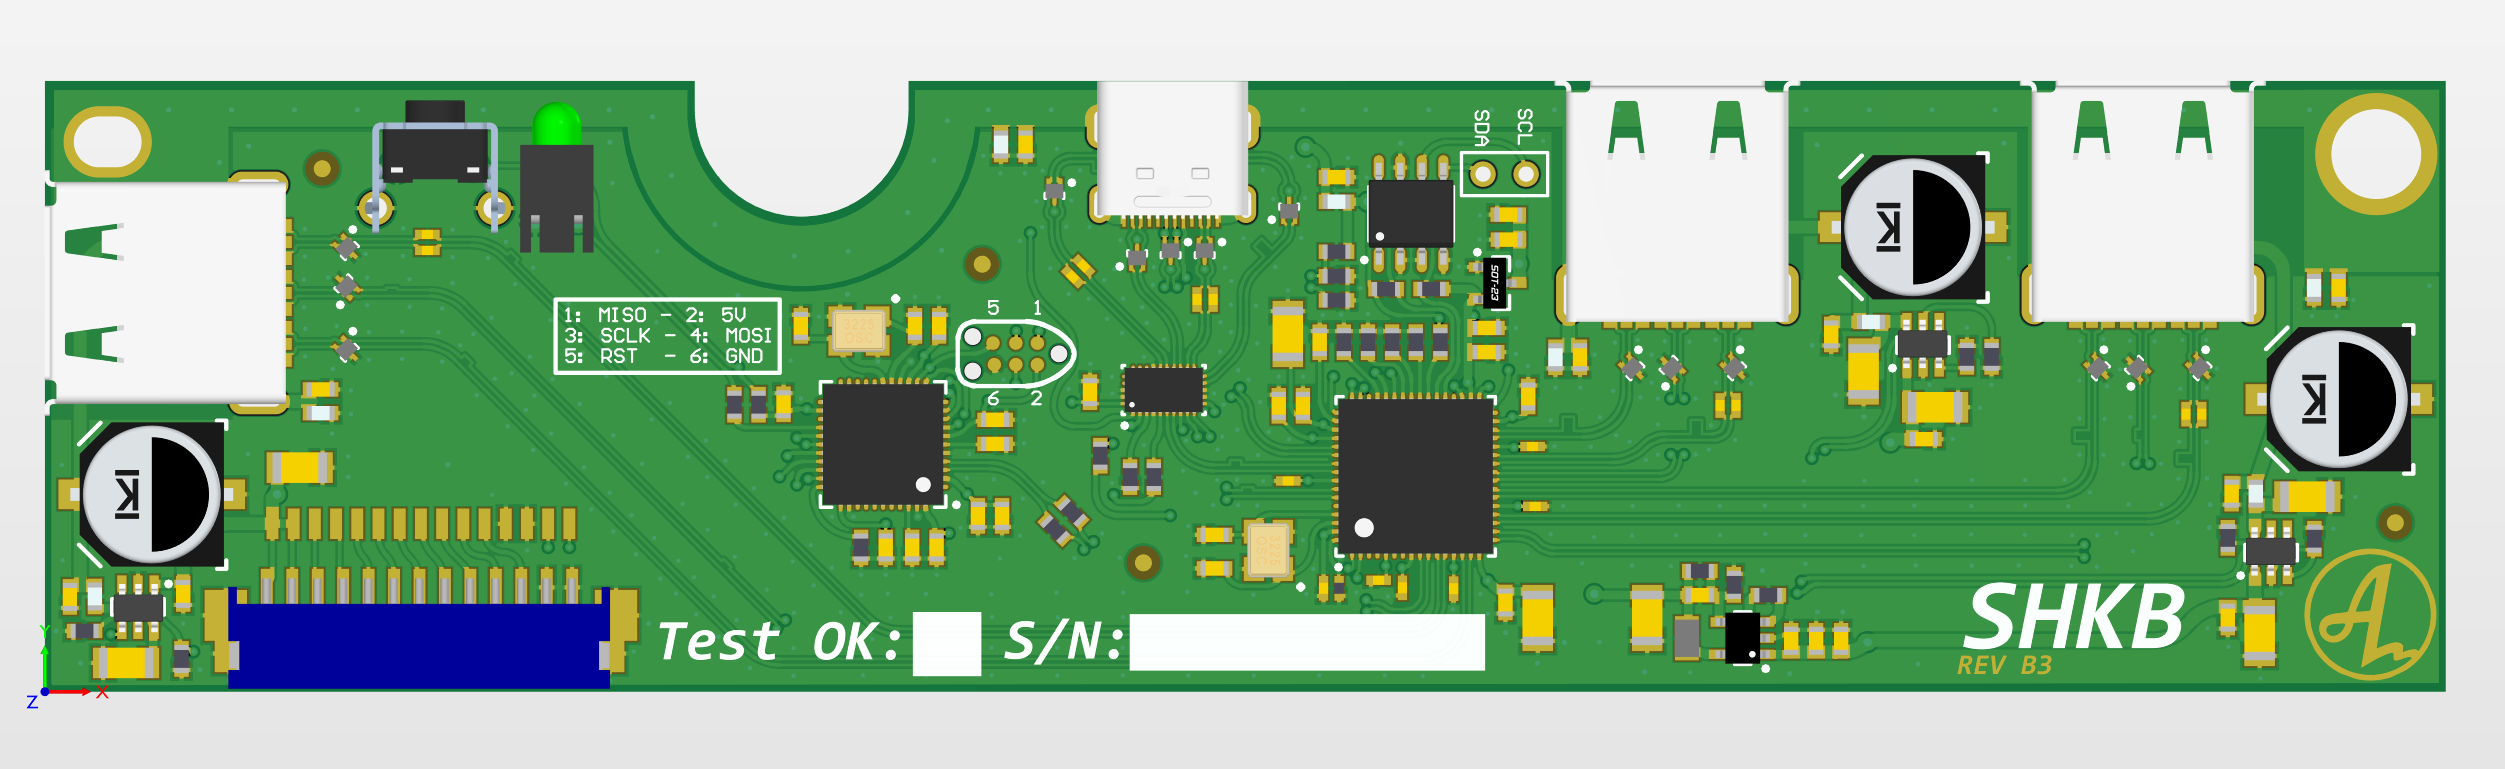 SDA
SCL
SOT-23
5 1
1: MISO - 2: 5V
3: SCLK - 4: MOSI
5: RST - 6: GND
6 2
K
K
K
Test OK: S/N:
SHKB
REV B3
Y
X
Z